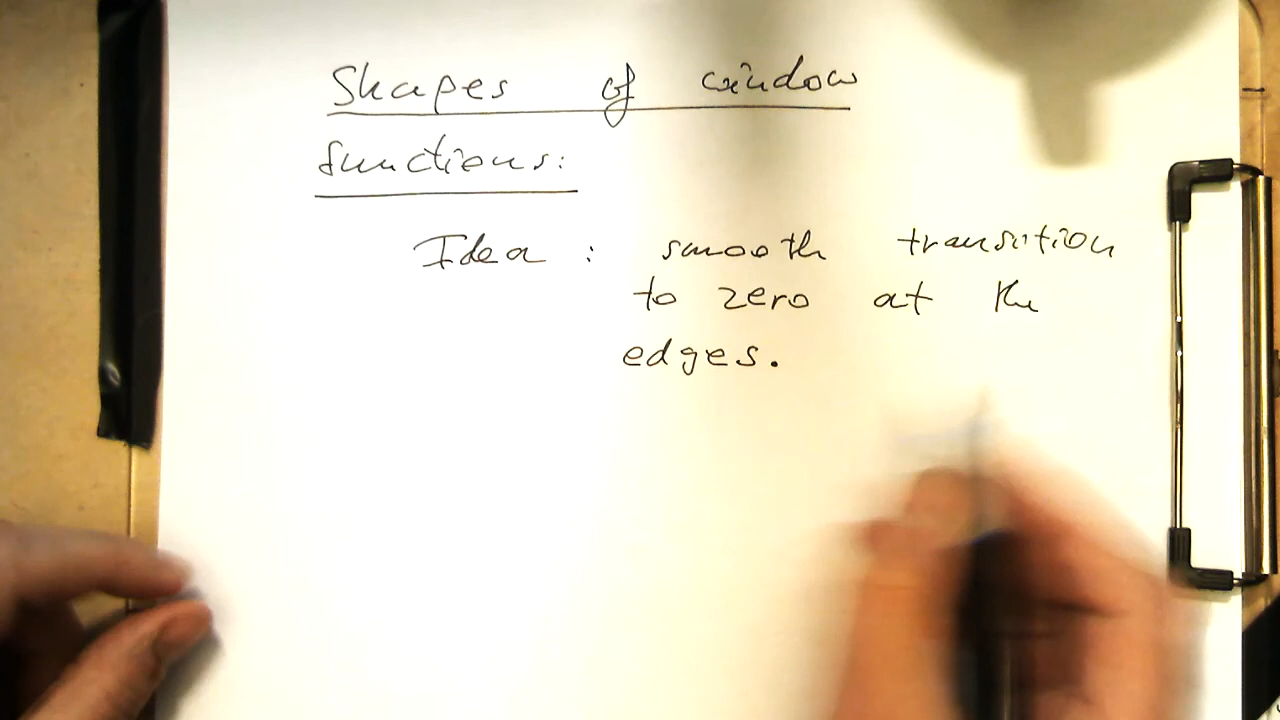 Shapes of window
functions:
Idea : smooth transition
to zero at the
edges.